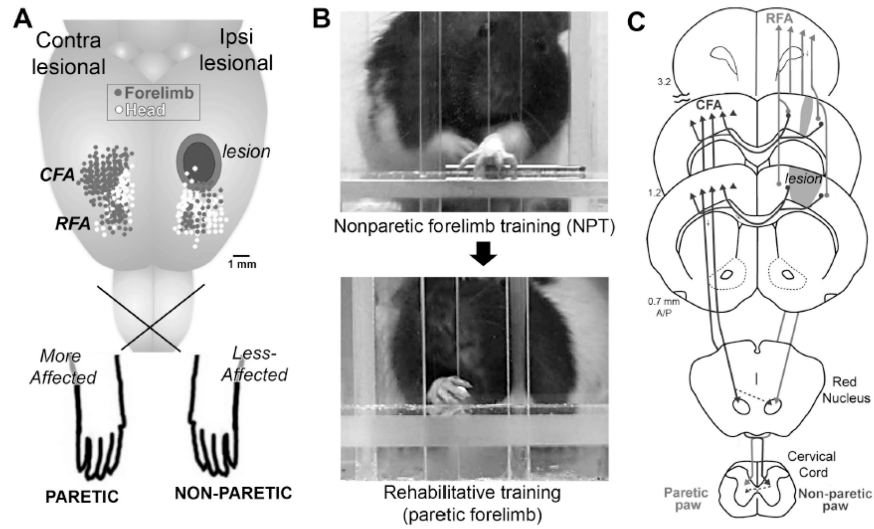 A
Contra
lesional
Ipsi
lesional
Forelimb
Head
lesion
CFA
RFA
1 mm
More
Affected
Less-
Affected
PARETIC
NON-PARETIC
B
Nonparetic forelimb training (NPT)
Rehabilitative training
(paretic forelimb)
C
RFA
3.2
CFA
lesion
1.2
0.7 mm
A/P
Red
Nucleus
Cervical
Cord
Paretic
paw
Non-paretic
paw